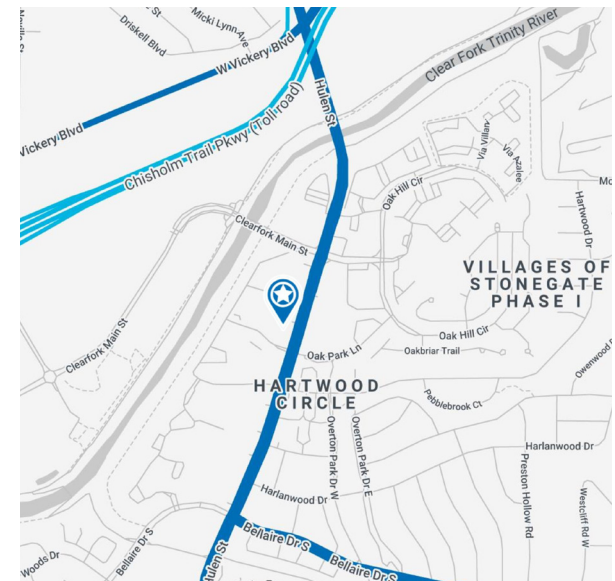 Micki Lynn Ave
Driskell Blvd
W Vickery Blvd
Clear Fork Trinity River
Hulen St
Vickery Blvd
Chisholm Trail Pkwy (Toll road)
Via Villani
Via Azalee
Oak Hill Cir
Mo
Hartwood Dr
Clearfork Main St
VILLAGES OF
STONEGATE
PHASE I
Oak Hill Cir
Clearfork Main St
Oak Park Ln
Oakbriar Trail
Owenwood D
HARTWOOD
CIRCLE
Pebblebrook Ct
Overton Park Dr W
Overton Park Dr E
Harlanwood Dr
Preston Hollow Rd
Westcliff Rd W
Harlanwood Dr
Bellaire Dr S
Woods Dr
Bellaire Dr S
Hulen St
Bellaire Dr S